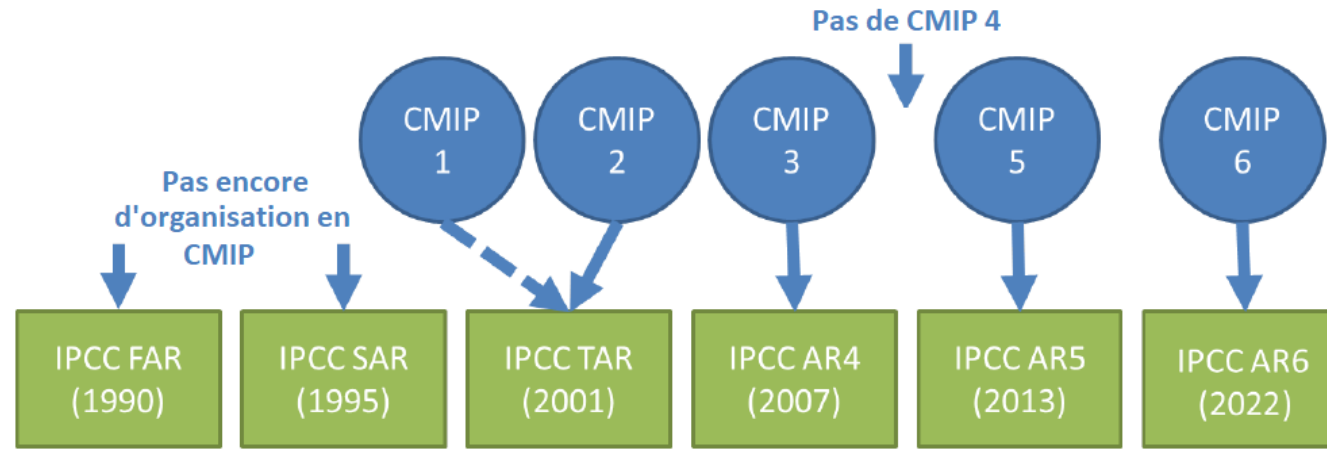 Pas de CMIP 4
CMIP
1
CMIP
2
CMIP
3
CMIP
5
CMIP
6
Pas encore
d'organisation en
CMIP
IPCC FAR
(1990)
IPCC SAR
(1995)
IPCC TAR
(2001)
IPCC AR4
(2007)
IPCC AR5
(2013)
IPCC AR6
(2022)